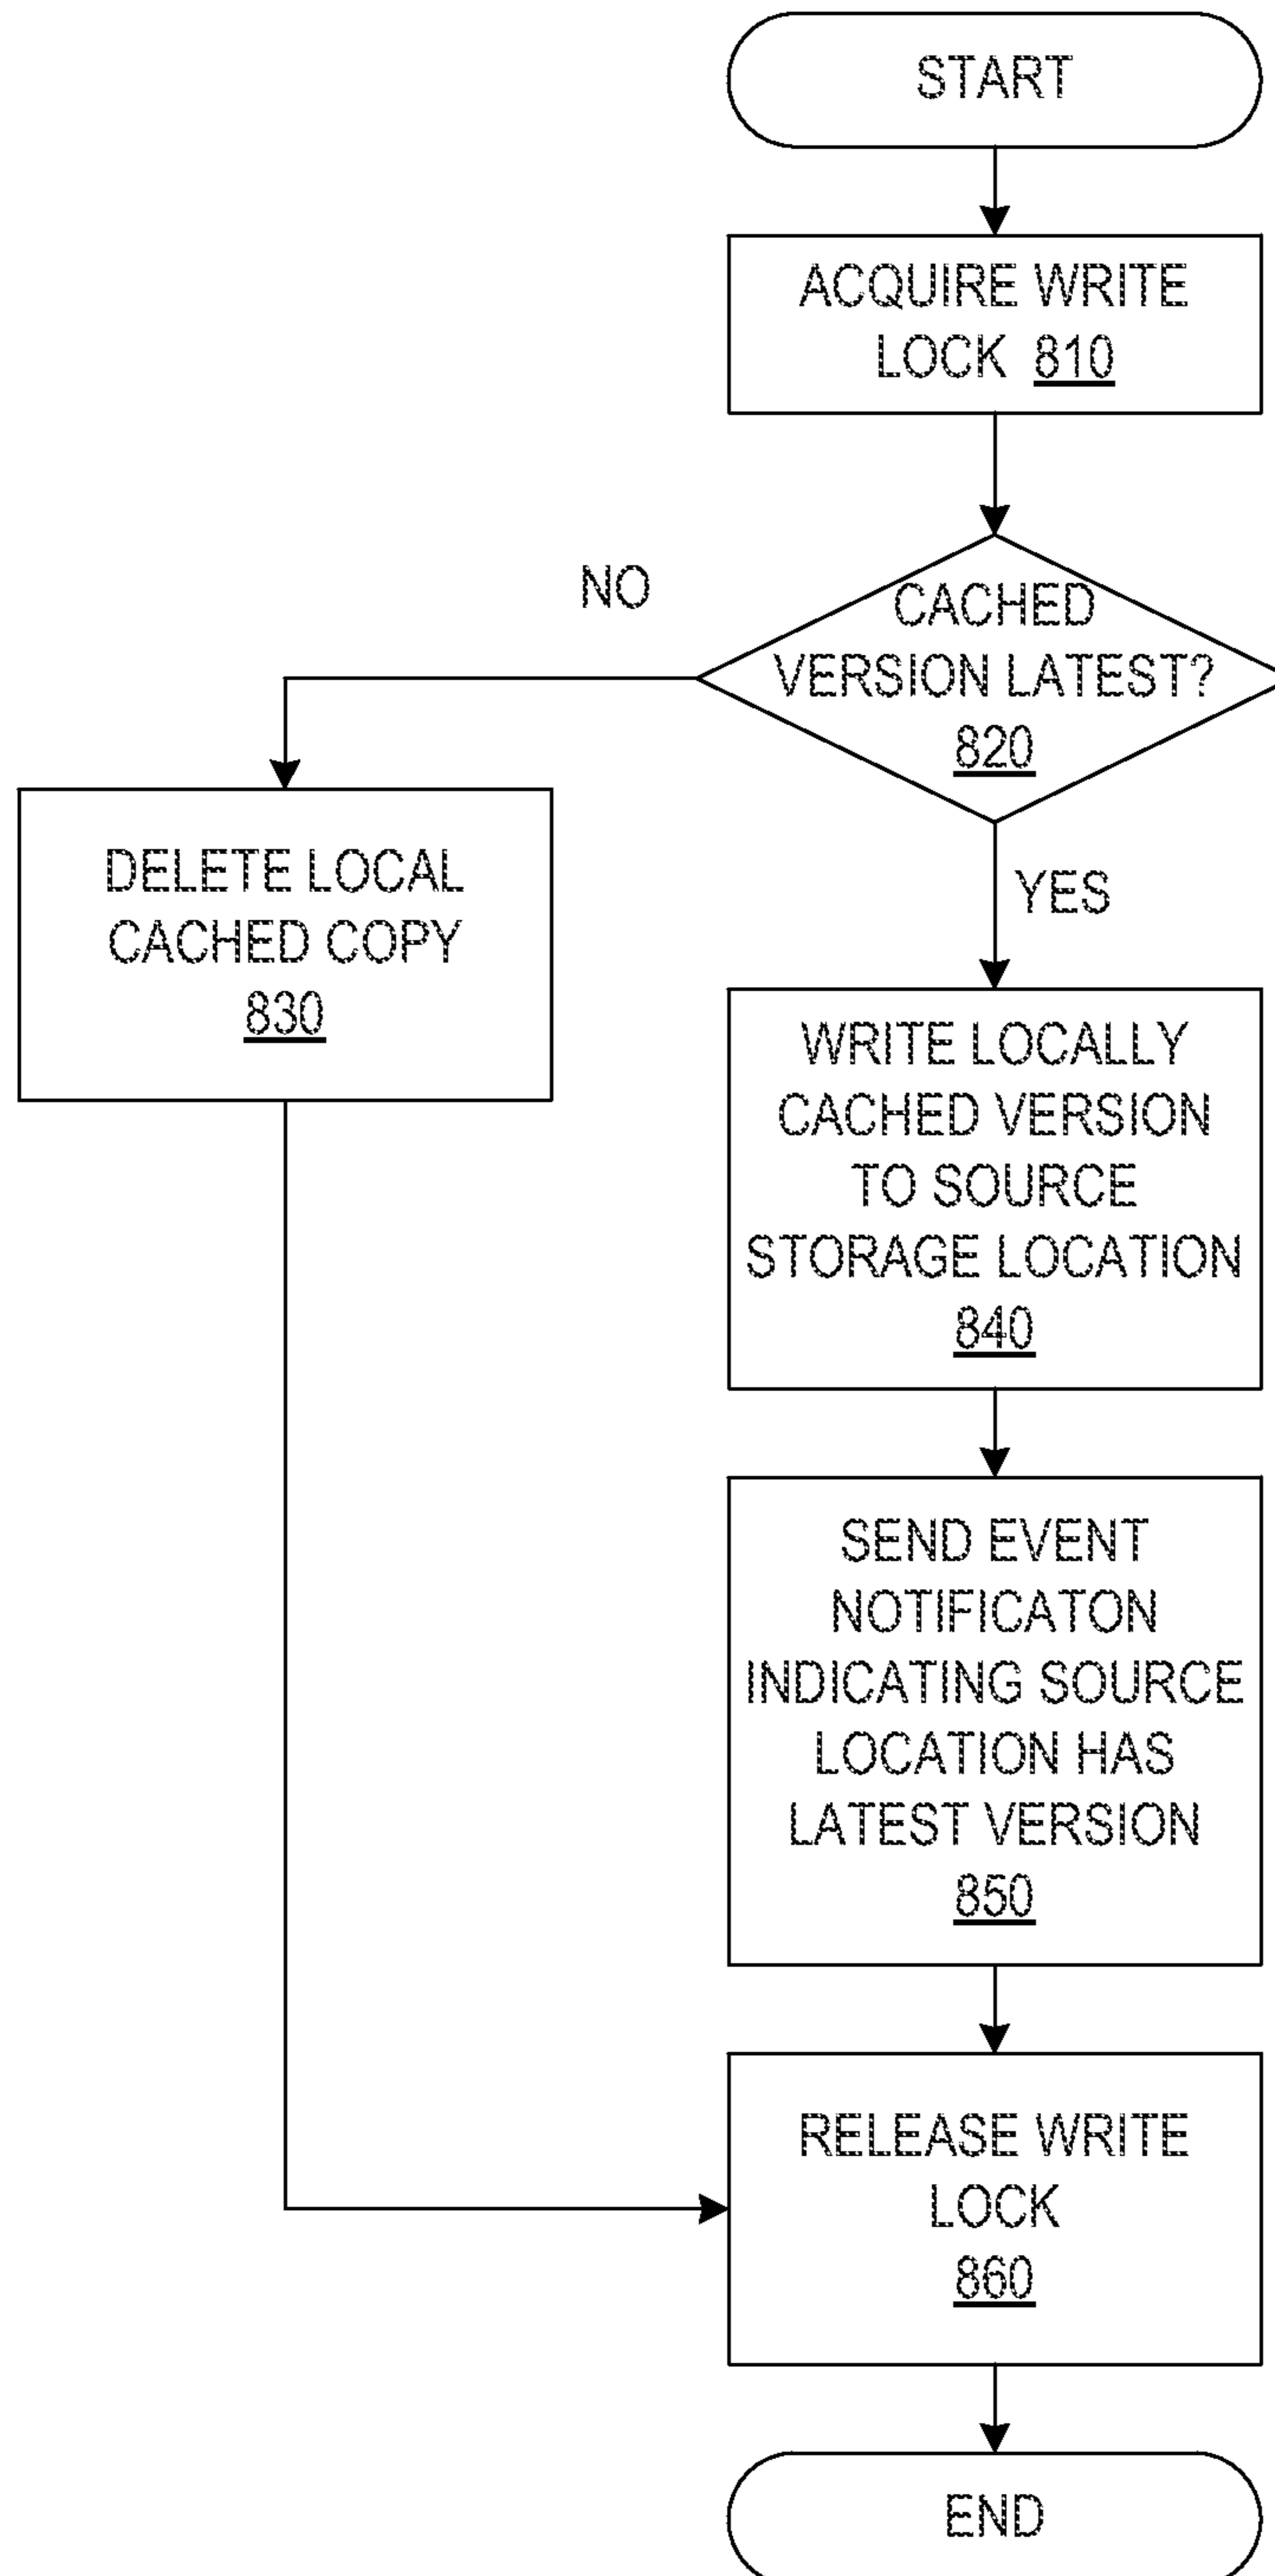 START
ACQUIRE WRITE
LOCK 810
NO
CACHED
VERSION LATEST?
820
YES
DELETE LOCAL
CACHED COPY
830
WRITE LOCALLY
CACHED VERSION
TO SOURCE
STORAGE LOCATION
840
SEND EVENT
NOTIFICATON
INDICATING SOURCE
LOCATION HAS
LATEST VERSION
850
RELEASE WRITE
LOCK
860
END